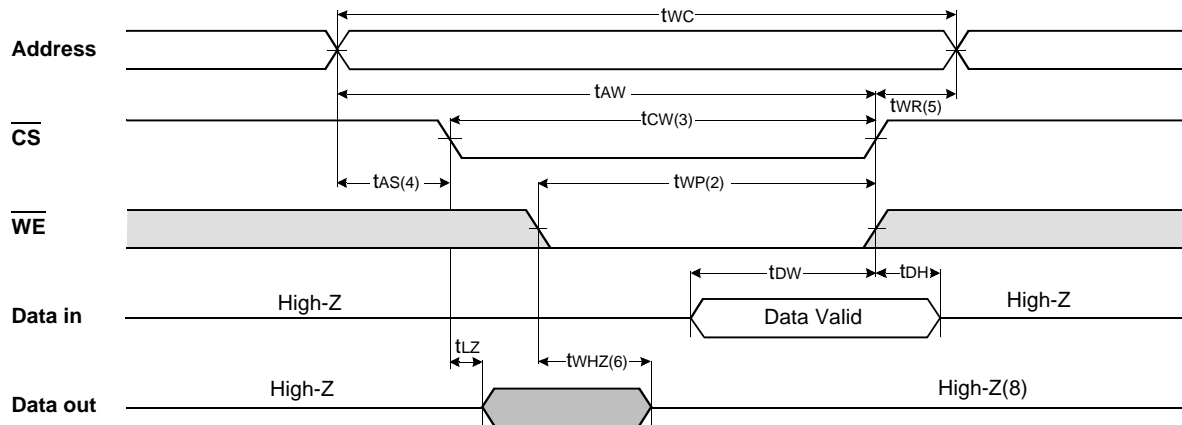 tWC
Address
tAW
tWR(5)
tCW(3)
CS
tAS(4)
tWP(2)
WE
tDW
tDH
High-Z
High-Z
Data in
Data Valid
tLZ
tWHZ(6)
High-Z
High-Z(8)
Data out